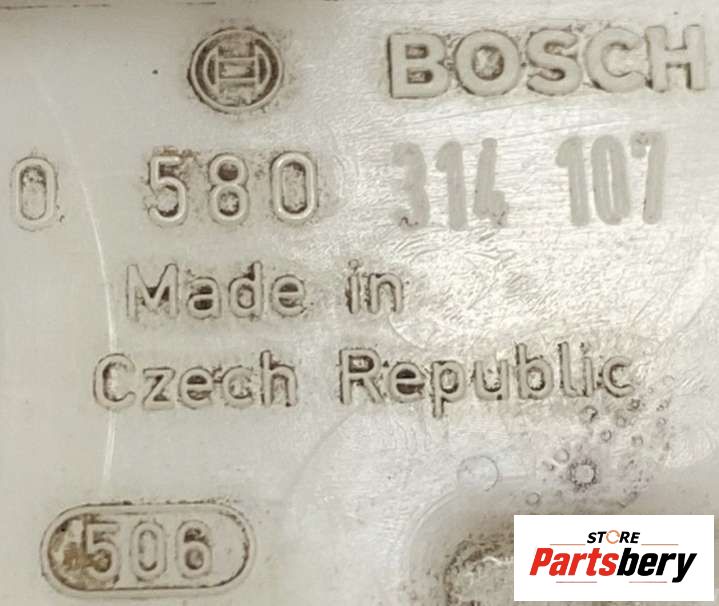 BOSCH
0 580 314 107
Made in
Czech Republic
506
STORE
Partsbery